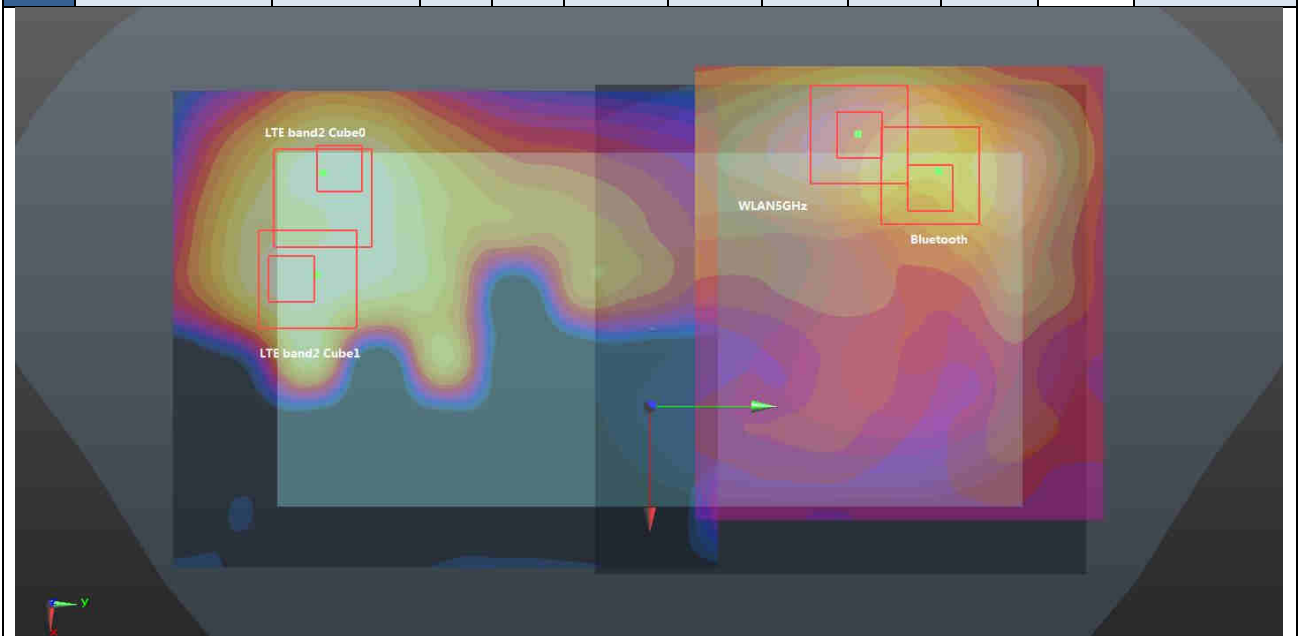 LTE band2 Cube0
WLAN5GHz
Bluetooth
LTE band2 Cube1
y
x